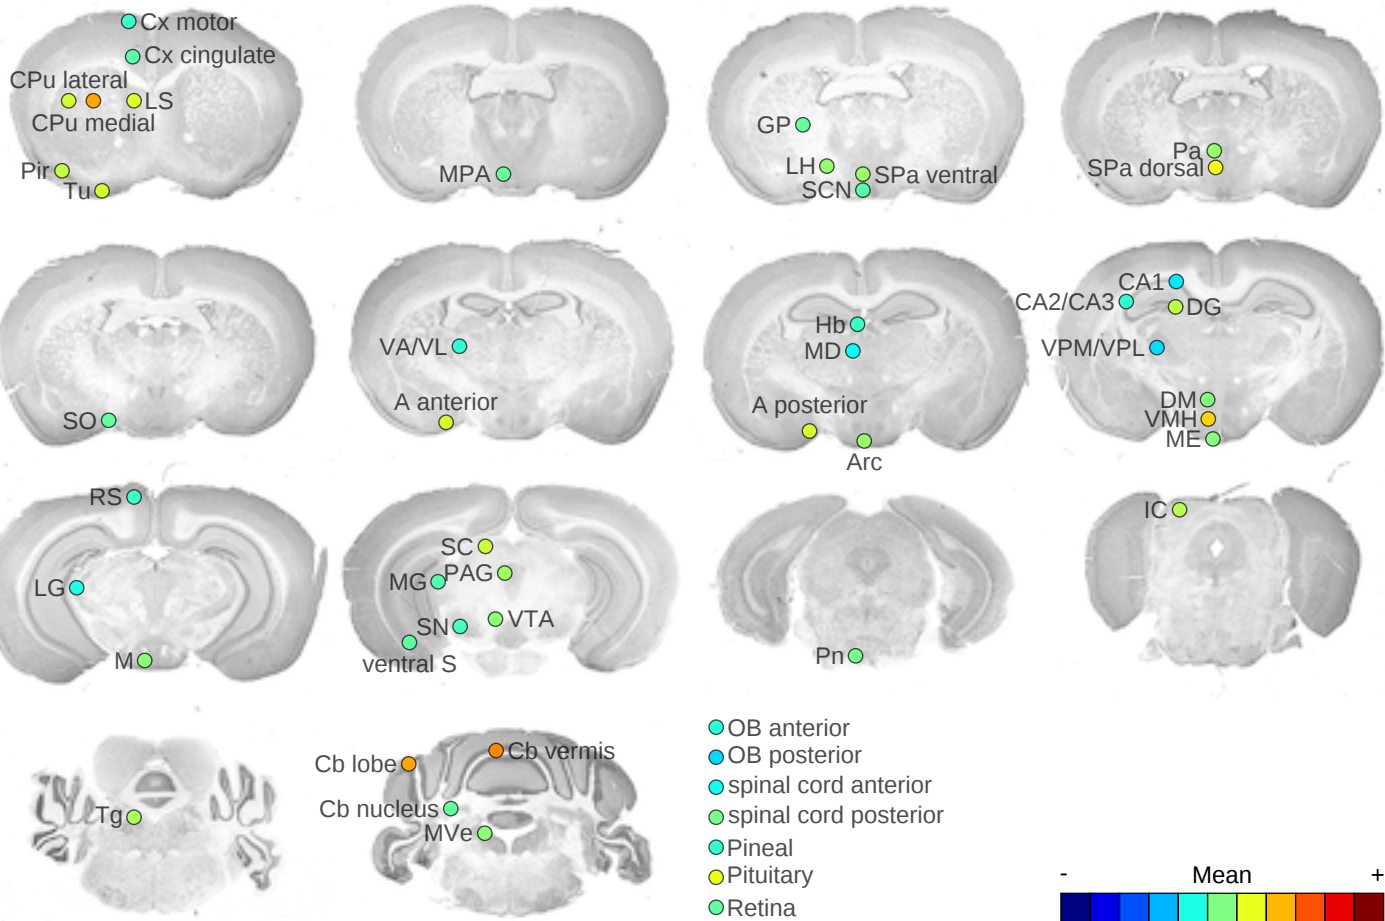 Cx motor
Cx cingulate
CPu lateral
LS
CPu medial
Pir
Tu
MPA
GP
LH
SPa ventral
SCN
Pa
SPa dorsal
SO
VA/VL
A anterior
Hb
MD
A posterior
Arc
CA1
CA2/CA3
DG
VPM/VPL
DM
VMH
ME
RS
LG
M
SC
MG
PAG
SN
VTA
ventral S
Pn
IC
Tg
Cb lobe
Cb vermis
Cb nucleus
MVe
OB anterior
OB posterior
spinal cord anterior
spinal cord posterior
Pineal
Pituitary
Retina
- Mean +